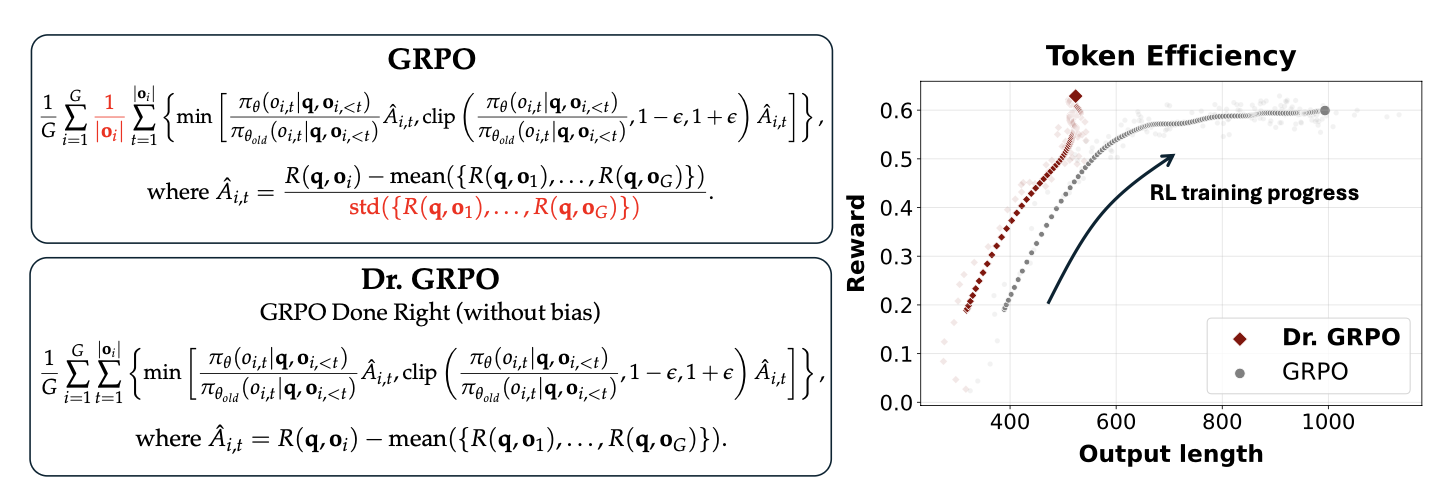 GRPO
$\frac{1}{G}\sum_{i=1}^{G}\frac{1}{|\mathbf{o}_i|}\sum_{t=1}^{|\mathbf{o}_i|}\left\{\min\left[\frac{\pi_\theta(o_{i,t}|\mathbf{q},\mathbf{o}_{i,<t})}{\pi_{\theta_{old}}(o_{i,t}|\mathbf{q},\mathbf{o}_{i,<t})}\hat{A}_{i,t},\text{clip}\left(\frac{\pi_\theta(o_{i,t}|\mathbf{q},\mathbf{o}_{i,<t})}{\pi_{\theta_{old}}(o_{i,t}|\mathbf{q},\mathbf{o}_{i,<t})},1-\epsilon,1+\epsilon\right)\hat{A}_{i,t}\right]\right\},$
where $\hat{A}_{i,t}=\frac{R(\mathbf{q},\mathbf{o}_i)-\text{mean}(\{R(\mathbf{q},\mathbf{o}_1),\ldots,R(\mathbf{q},\mathbf{o}_G)\})}{\text{std}(\{R(\mathbf{q},\mathbf{o}_1),\ldots,R(\mathbf{q},\mathbf{o}_G)\})}.$
Dr. GRPO
GRPO Done Right (without bias)
$\frac{1}{G}\sum_{i=1}^{G}\sum_{t=1}^{|\mathbf{o}_i|}\left\{\min\left[\frac{\pi_\theta(o_{i,t}|\mathbf{q},\mathbf{o}_{i,<t})}{\pi_{\theta_{old}}(o_{i,t}|\mathbf{q},\mathbf{o}_{i,<t})}\hat{A}_{i,t},\text{clip}\left(\frac{\pi_\theta(o_{i,t}|\mathbf{q},\mathbf{o}_{i,<t})}{\pi_{\theta_{old}}(o_{i,t}|\mathbf{q},\mathbf{o}_{i,<t})},1-\epsilon,1+\epsilon\right)\hat{A}_{i,t}\right]\right\},$
where $\hat{A}_{i,t}=R(\mathbf{q},\mathbf{o}_i)-\text{mean}(\{R(\mathbf{q},\mathbf{o}_1),\ldots,R(\mathbf{q},\mathbf{o}_G)\}).$
Token Efficiency
Reward
0.6
0.5
0.4
0.3
0.2
0.1
0.0
RL training progress
Dr. GRPO
GRPO
400 600 800 1000
Output length